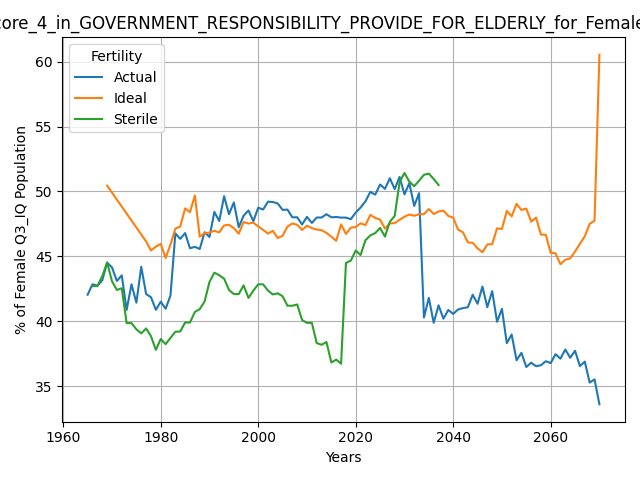 core_4_in_GOVERNMENT_RESPONSIBILITY_PROVIDE_FOR_ELDERLY_for_Female
Fertility
Actual
Ideal
Sterile
% of Female Q3_IQ Population
60
55
50
45
40
35
1960
1980
2000
2020
2040
2060
Years